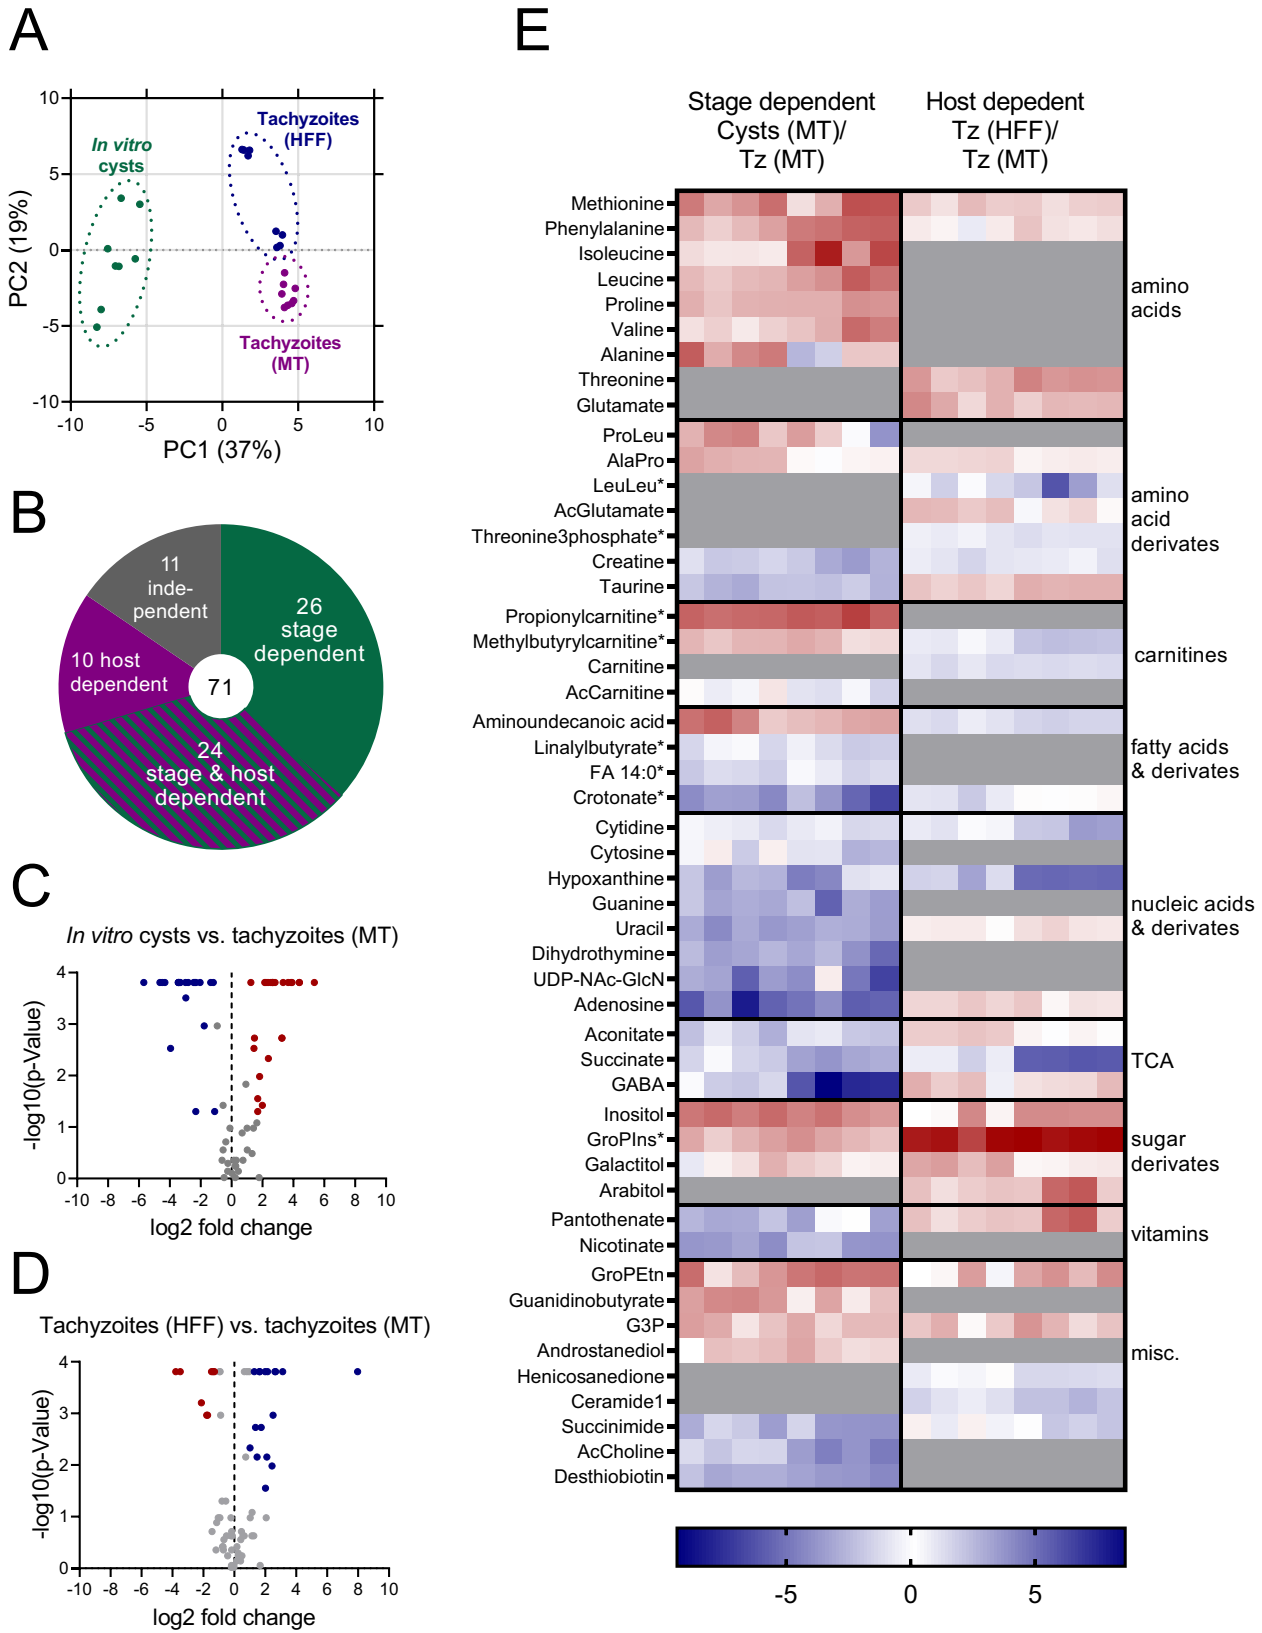 A
10
5
0
-5
-10
-10
-5
0
5
10
PC2 (19%)
PC1 (37%)
In vitro
cysts
Tachyzoites
(HFF)
Tachyzoites
(MT)
B
11
inde-
pendent
26
stage
dependent
10 host
dependent
71
24
stage & host
dependent
C
In vitro cysts vs. tachyzoites (MT)
4
3
2
1
0
-log10(p-Value)
-10 -8 -6 -4 -2 0 2 4 6 8 10
log2 fold change
D
Tachyzoites (HFF) vs. tachyzoites (MT)
4
3
2
1
0
-log10(p-Value)
-10 -8 -6 -4 -2 0 2 4 6 8 10
log2 fold change
E
Stage dependent
Cysts (MT)/
Tz (MT)
Host depedent
Tz (HFF)/
Tz (MT)
Methionine
Phenylalanine
Isoleucine
Leucine
Proline
Valine
Alanine
Threonine
Glutamate
amino
acids
ProLeu
AlaPro
LeuLeu*
AcGlutamate
Threonine3phosphate*
Creatine
Taurine
amino
acid
derivates
Propionylcarnitine*
Methylbutyrylcarnitine*
Carnitine
AcCarnitine
carnitines
Aminoundecanoic acid
Linalylbutyrate*
FA 14:0*
Crotonate*
fatty acids
& derivates
Cytidine
Cytosine
Hypoxanthine
Guanine
Uracil
Dihydrothymine
UDP-NAc-GlcN
Adenosine
nucleic acids
& derivates
Aconitate
Succinate
GABA
TCA
Inositol
GroPIns*
Galactitol
Arabitol
sugar
derivates
Pantothenate
Nicotinate
vitamins
GroPEtn
Guanidinobutyrate
G3P
Androstanediol
Henicosanedione
Ceramide1
Succinimide
AcCholine
Desthiobiotin
misc.
-5
0
5